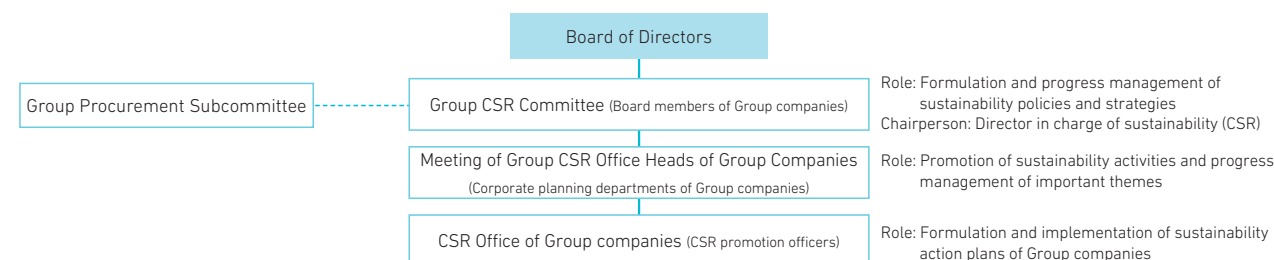 Board of Directors
Group Procurement Subcommittee
Group CSR Committee (Board members of Group companies)
Role: Formulation and progress management of
sustainability policies and strategies
Chairperson: Director in charge of sustainability (CSR)
Meeting of Group CSR Office Heads of Group Companies
(Corporate planning departments of Group companies)
Role: Promotion of sustainability activities and progress
management of important themes
CSR Office of Group companies (CSR promotion officers)
Role: Formulation and implementation of sustainability
action plans of Group companies